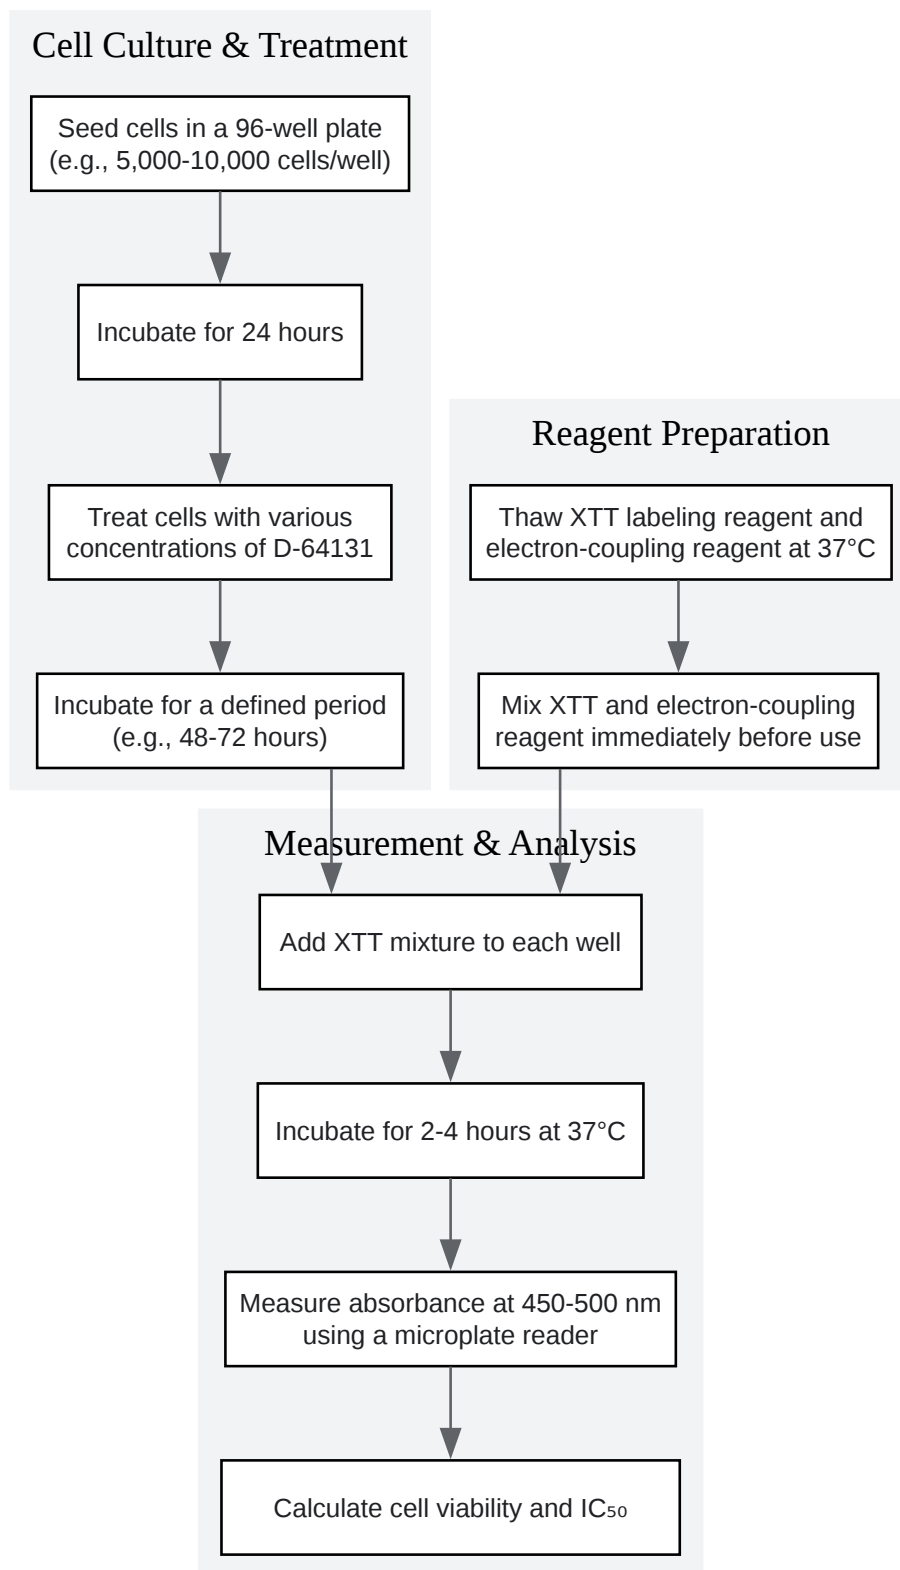 Cell Culture & Treatment
Seed cells in a 96-well plate
(e.g., 5,000-10,000 cells/well)
Incubate for 24 hours
Treat cells with various
concentrations of D-64131
Incubate for a defined period
(e.g., 48-72 hours)
Reagent Preparation
Thaw XTT labeling reagent and
electron-coupling reagent at 37°C
Mix XTT and electron-coupling
reagent immediately before use
Measurement & Analysis
Add XTT mixture to each well
Incubate for 2-4 hours at 37°C
Measure absorbance at 450-500 nm
using a microplate reader
Calculate cell viability and IC₅₀